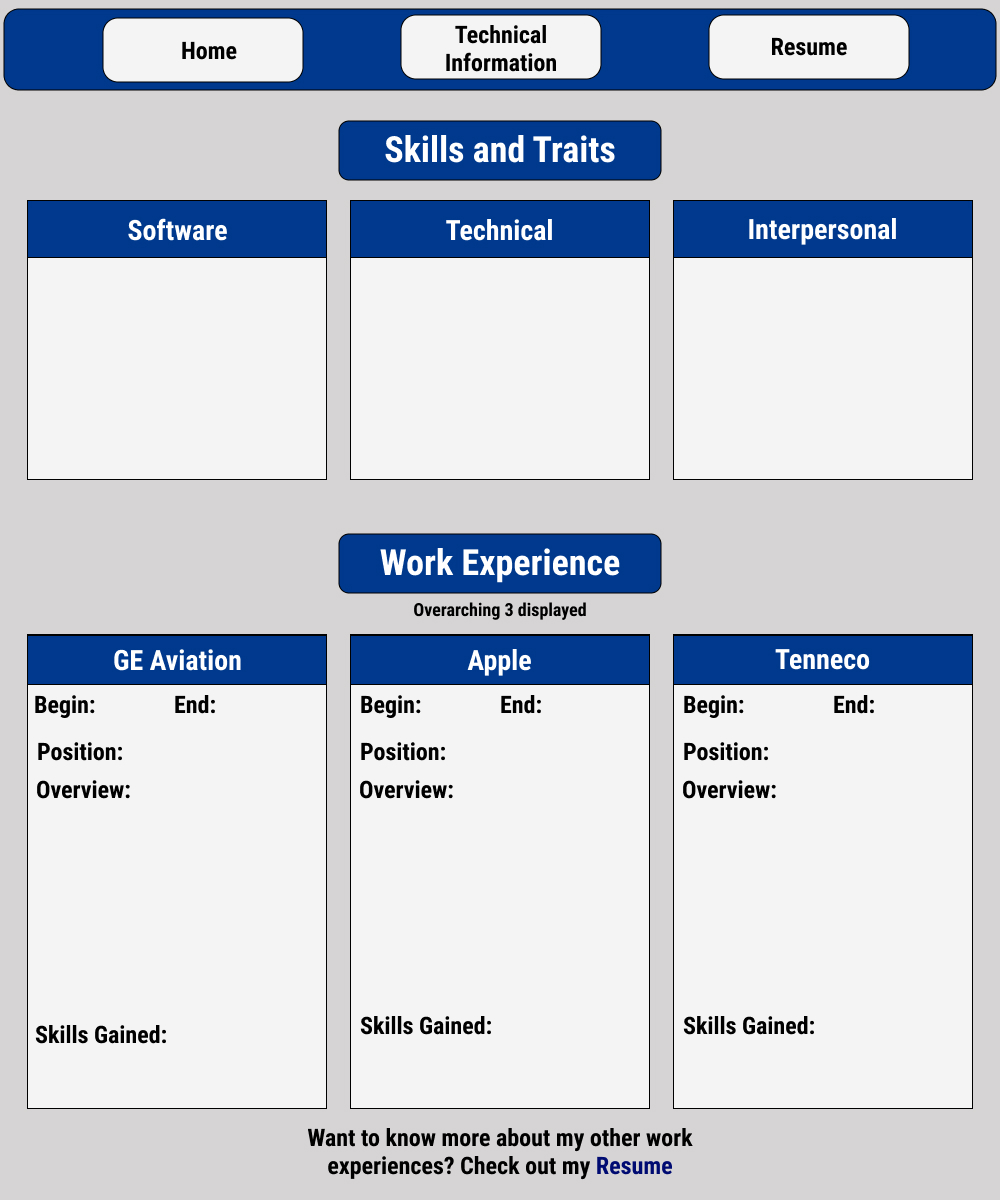 Home
Technical
Information
Resume
Skills and Traits
Software
Technical
Interpersonal
Work Experience
Overarching 3 displayed
GE Aviation
Begin: End:
Position:
Overview:
Skills Gained:
Apple
Begin: End:
Position:
Overview:
Skills Gained:
Tenneco
Begin: End:
Position:
Overview:
Skills Gained:
Want to know more about my other work
experiences? Check out my Resume